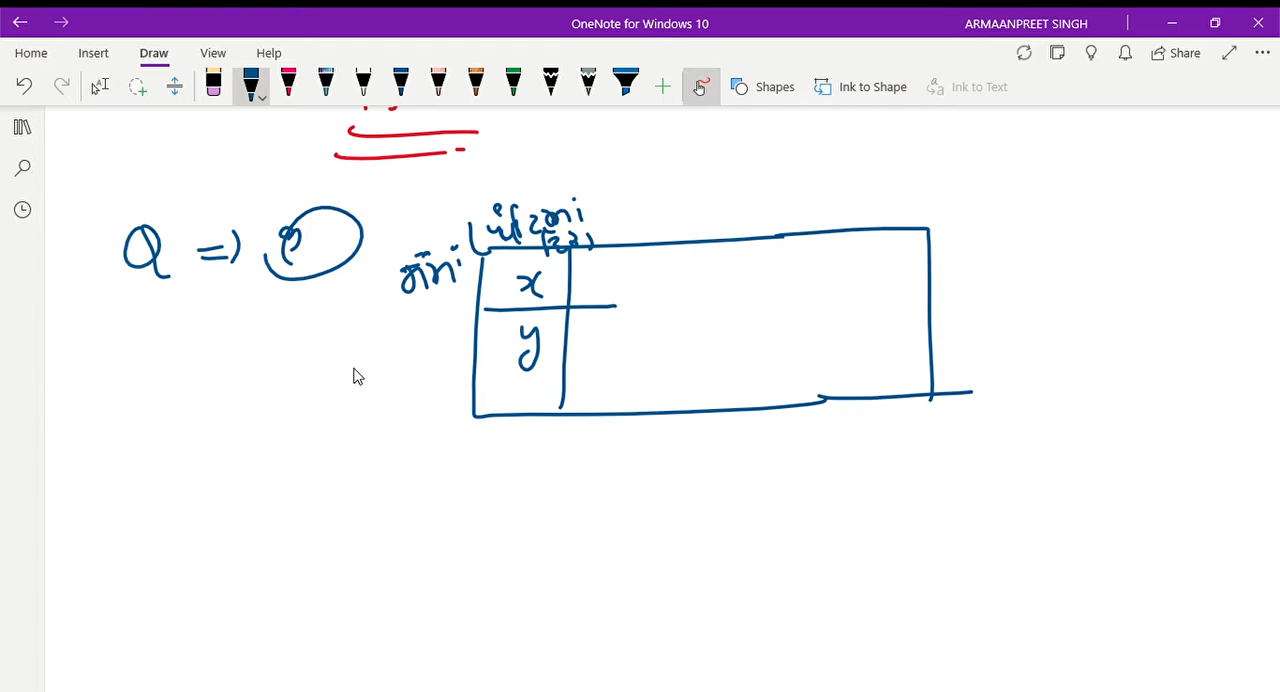 OneNote for Windows 10
ARMAANPREET SINGH
Home Insert Draw View Help
Share
Shapes
Ink to Shape
Ink to Text
Q =>
x
y